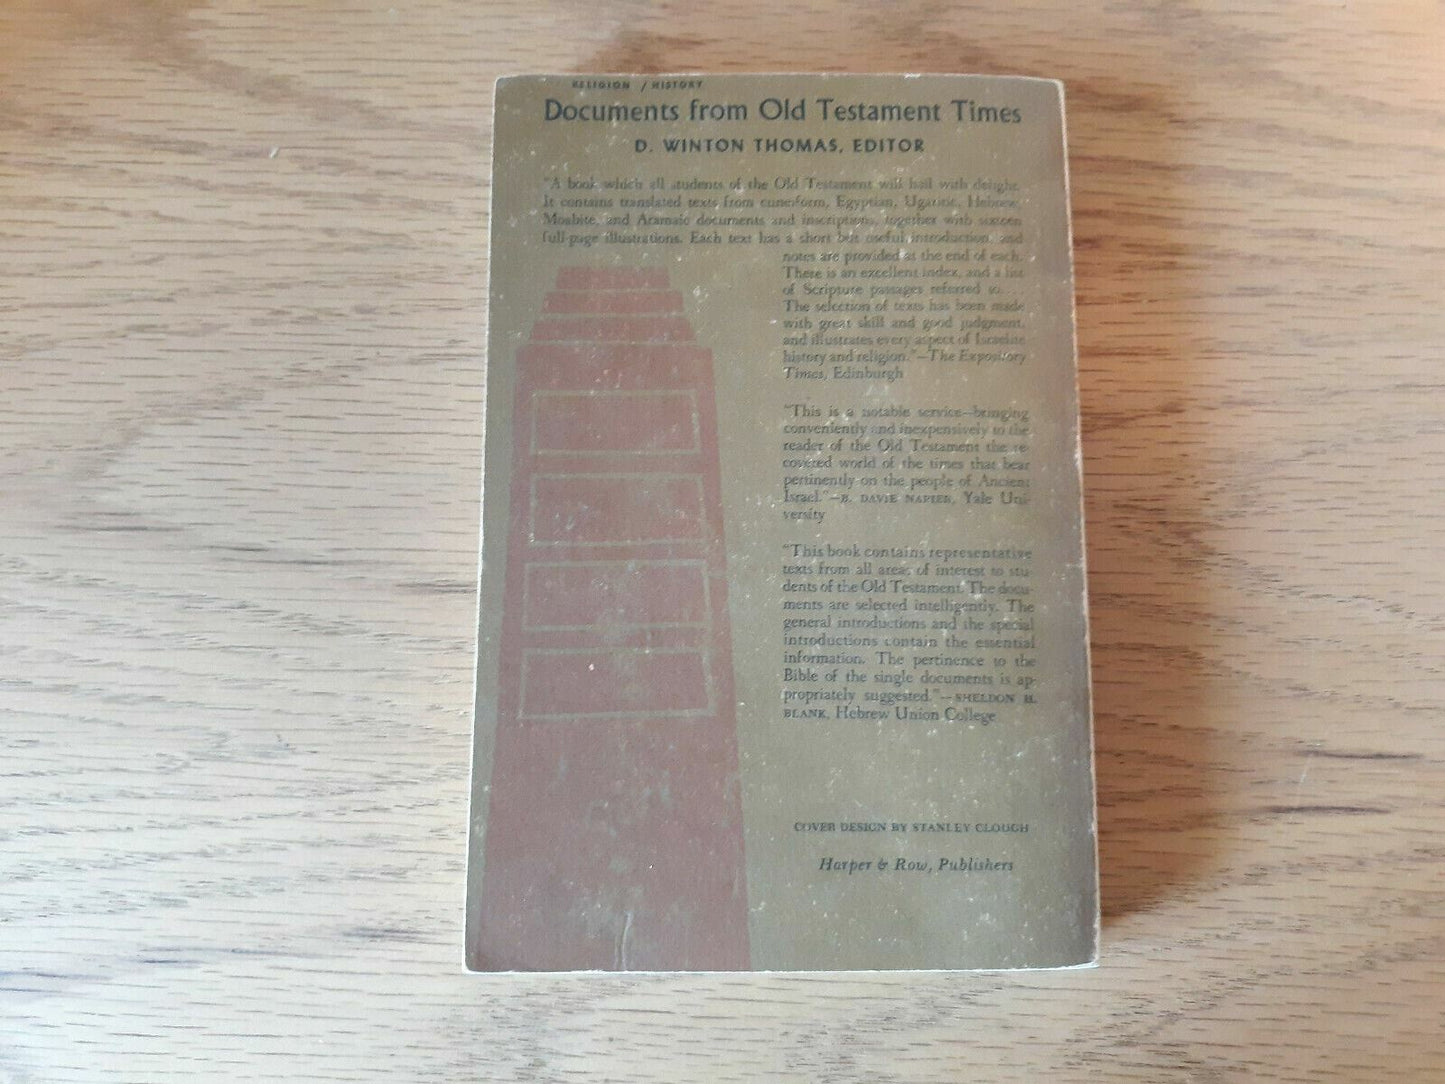 RELIGION / HISTORY
Documents from Old Testament Times
D. WINTON THOMAS, EDITOR
"A book which all students of the Old Testament will hail with delight.
It contains translated texts from cuneiform, Egyptian, Ugaritic, Hebrew,
Moabite, and Aramaic documents and inscriptions, together with sixteen
full-page illustrations. Each text has a short but useful introduction, and
notes are provided at the end of each.
There is an excellent index, and a list
of Scripture passages referred to. . . .
The selection of texts has been made
with great skill and good judgment,
and illustrates every aspect of Israelite
history and religion."—The Expository
Times, Edinburgh
"This is a notable service—bringing
conveniently and inexpensively to the
reader of the Old Testament the re-
covered world of the times that bear
pertinently on the people of Ancient
Israel."—B. DAVIE NAPIER, Yale Uni-
versity
"This book contains representative
texts from all areas of interest to stu-
dents of the Old Testament. The docu-
ments are selected intelligently. The
general introductions and the special
introductions contain the essential
information. The pertinence to the
Bible of the single documents is ap-
propriately suggested."—SHELDON H.
BLANK, Hebrew Union College
COVER DESIGN BY STANLEY CLOUGH
Harper & Row, Publishers